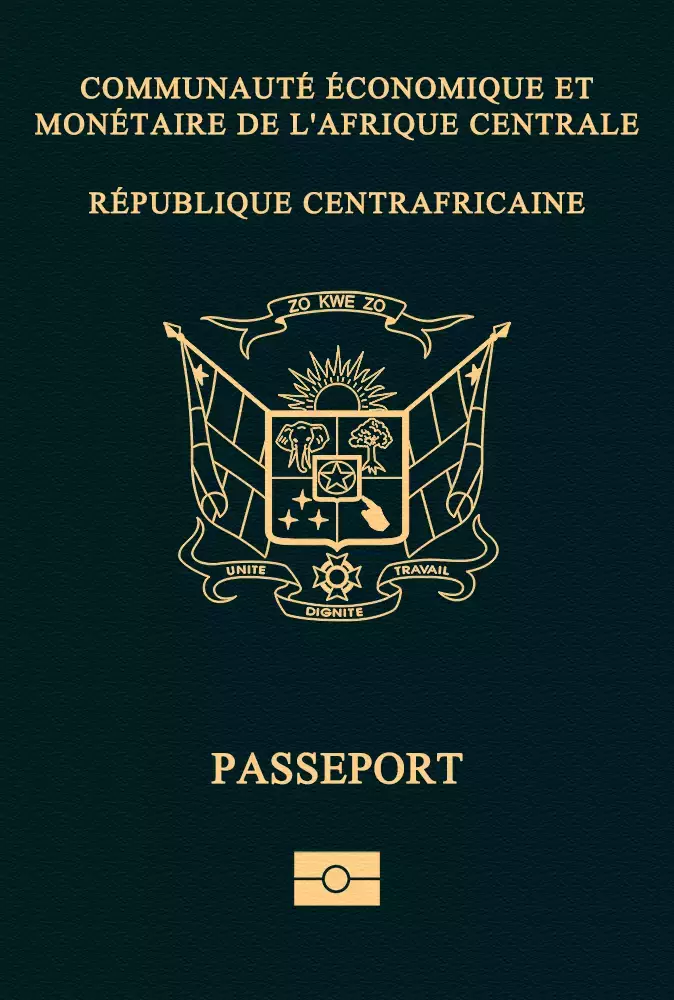 COMMUNAUTÉ ÉCONOMIQUE ET
MONÉTAIRE DE L'AFRIQUE CENTRALE
RÉPUBLIQUE CENTRAFRICAINE
ZO KWE ZO
UNITE
TRAVAIL
DIGNITE
PASSEPORT